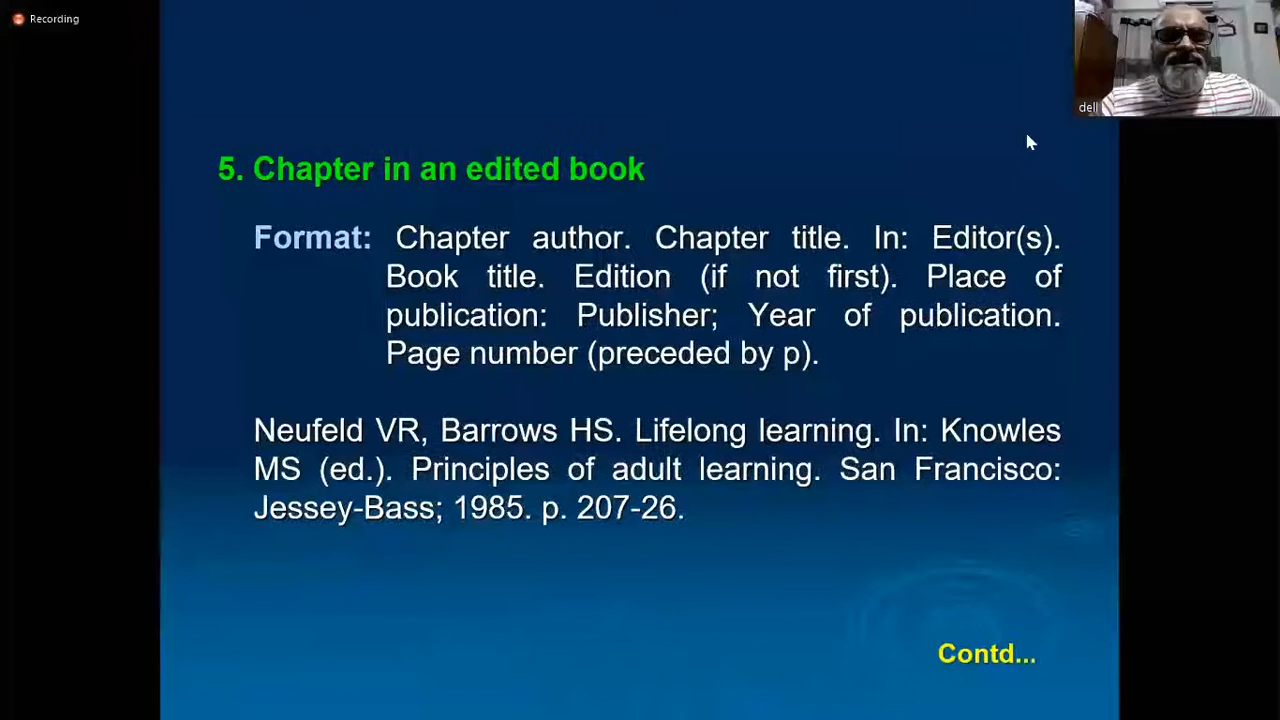 Recording
dell
5. Chapter in an edited book
Format: Chapter author. Chapter title. In: Editor(s).
Book title. Edition (if not first). Place of
publication: Publisher; Year of publication.
Page number (preceded by p).
Neufeld VR, Barrows HS. Lifelong learning. In: Knowles
MS (ed.). Principles of adult learning. San Francisco:
Jessey-Bass; 1985. p. 207-26.
Contd...